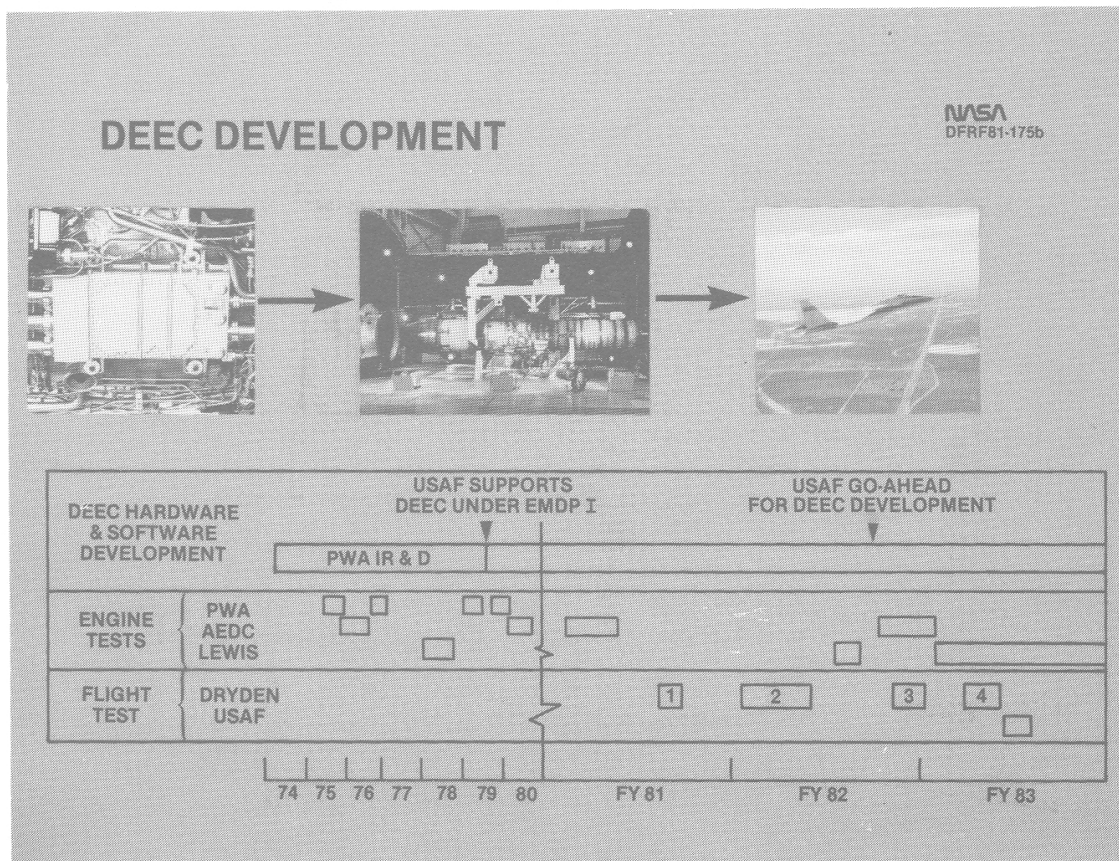 DEEC DEVELOPMENT
NASA
DFRF81-175b
DEEC HARDWARE
& SOFTWARE
DEVELOPMENT
USAF SUPPORTS
DEEC UNDER EMDP I
USAF GO-AHEAD
FOR DEEC DEVELOPMENT
PWA IR & D
ENGINE
TESTS
PWA
AEDC
LEWIS
FLIGHT
TEST
DRYDEN
USAF
1
2
3
4
74 75 76 77 78 79 80 FY 81 FY 82 FY 83